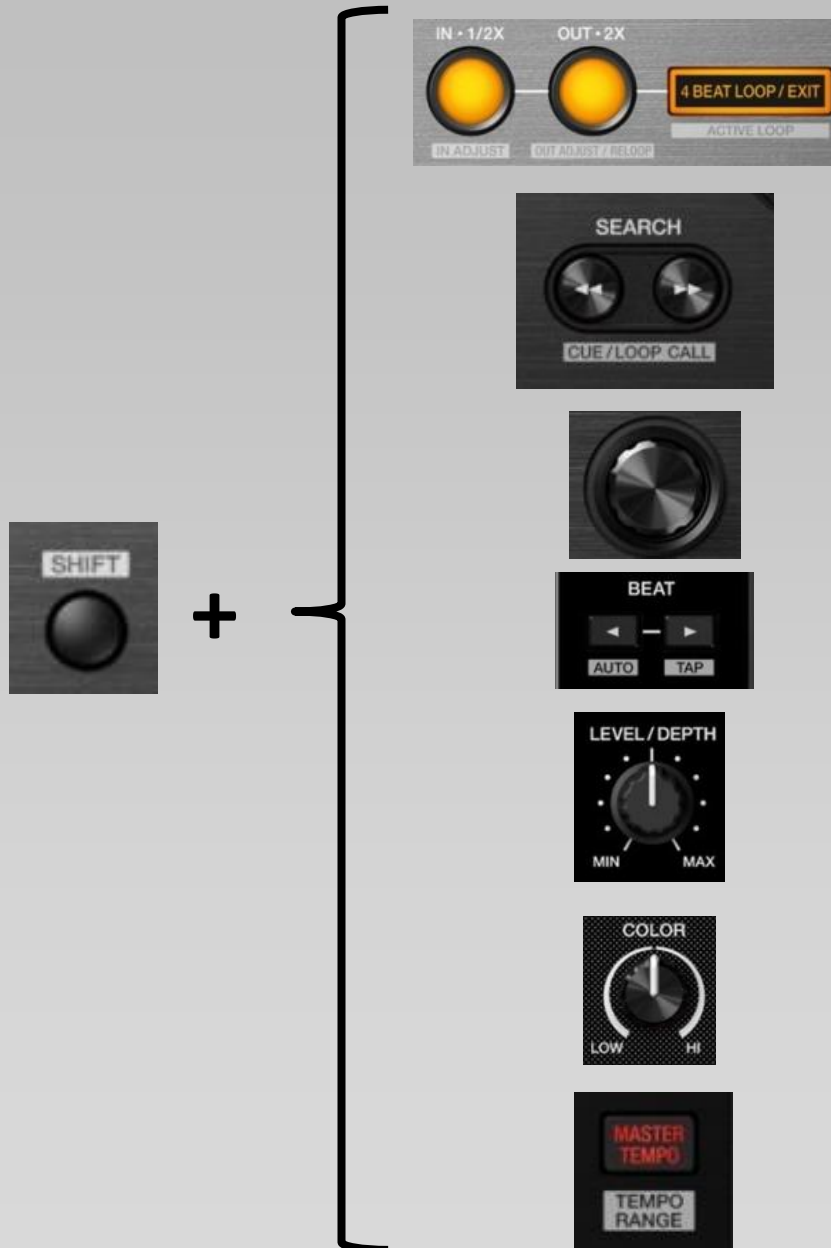 IN • 1/2X OUT • 2X
4 BEAT LOOP / EXIT
IN ADJUST OUT ADJUST / RELOOP ACTIVE LOOP
SEARCH
CUE / LOOP CALL
SHIFT
+
BEAT
AUTO TAP
LEVEL / DEPTH
MIN MAX
COLOR
LOW HI
MASTER
TEMPO
TEMPO
RANGE